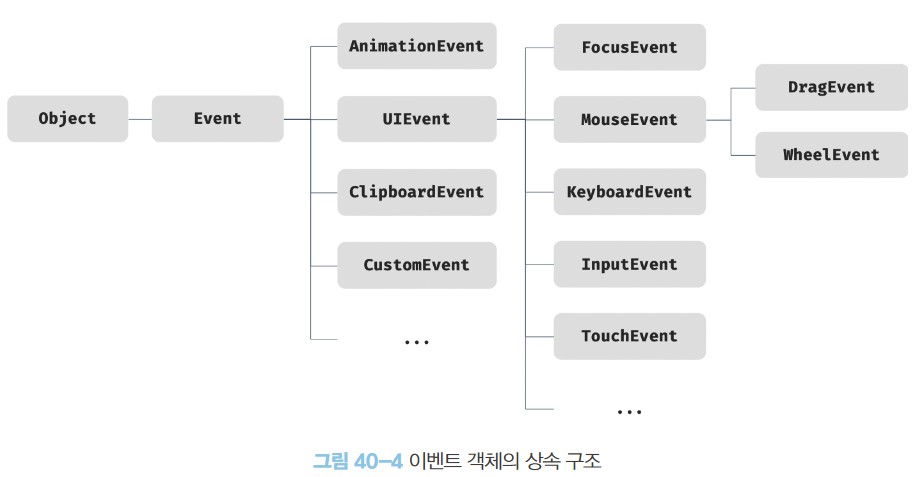 Object
Event
AnimationEvent
UIEvent
ClipboardEvent
CustomEvent
...
FocusEvent
MouseEvent
KeyboardEvent
InputEvent
TouchEvent
...
DragEvent
WheelEvent
그림 40-4 이벤트 객체의 상속 구조